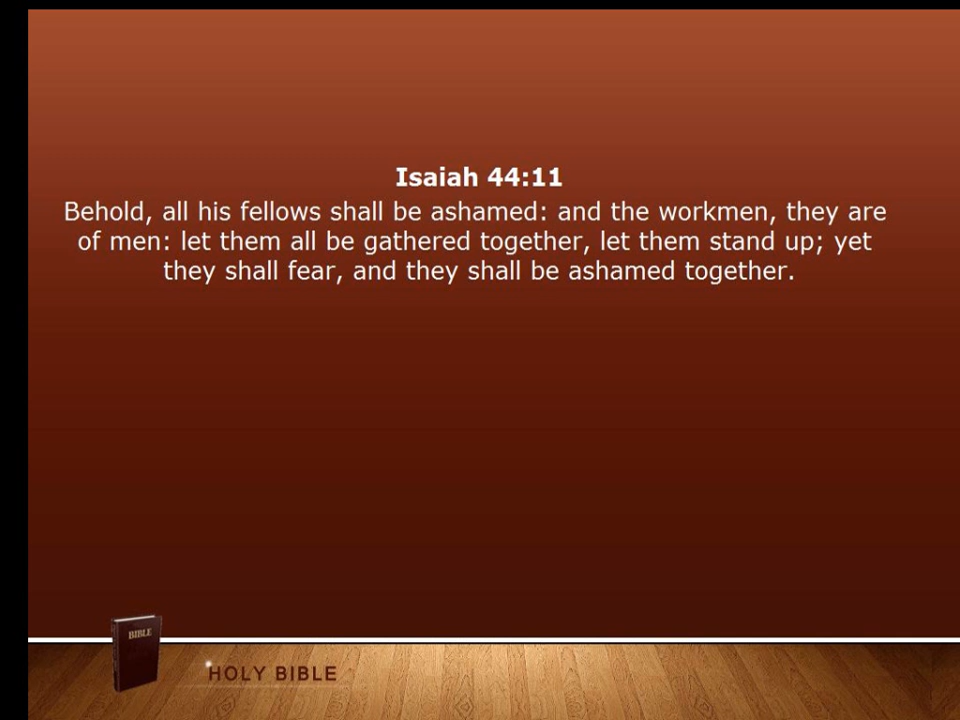 Isaiah 44:11
Behold, all his fellows shall be ashamed: and the workmen, they are
of men: let them all be gathered together, let them stand up; yet
they shall fear, and they shall be ashamed together.
BIBLE
HOLY BIBLE